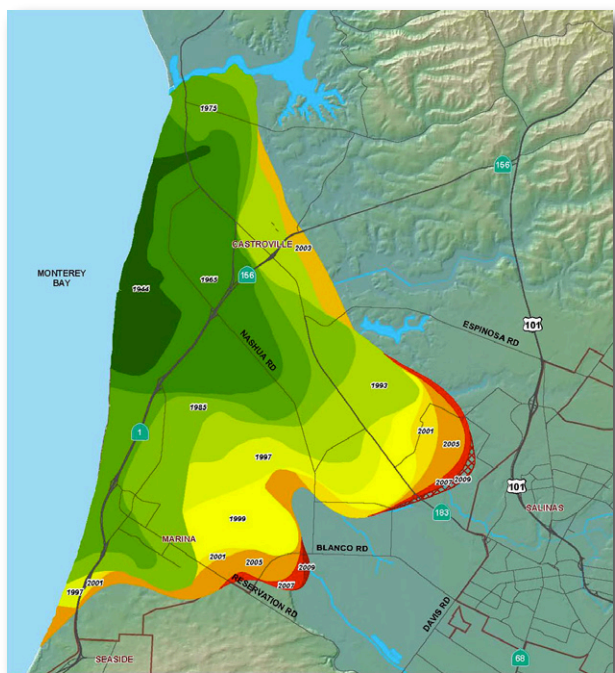 1975
156
CASTROVILLE
2003
MONTEREY
BAY
1944
1965
156
101
ESPINOSA RD
NASHUA RD
1993
1985
1
2001
2005
1997
2007
2009
101
SALINAS
183
1999
MARINA
BLANCO RD
2001
2005
2009
2007
RESERVATION RD
2001
1997
DAVIS RD
SEASIDE
68